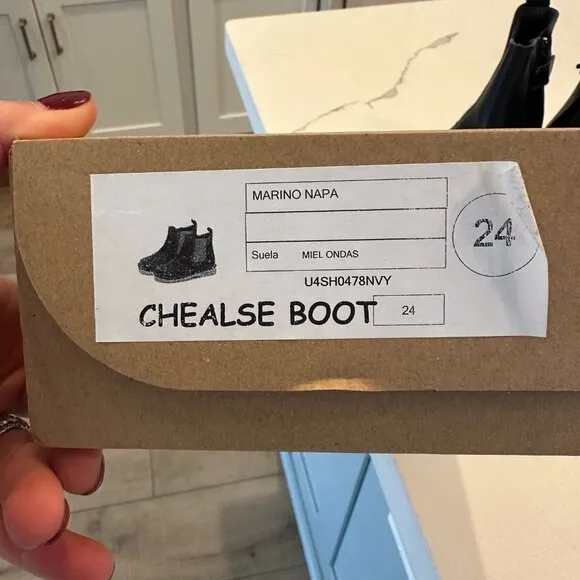 MARINO NAPA
24
Suela MIEL ONDAS
U4SH0478NVY
CHEALSE BOOT 24